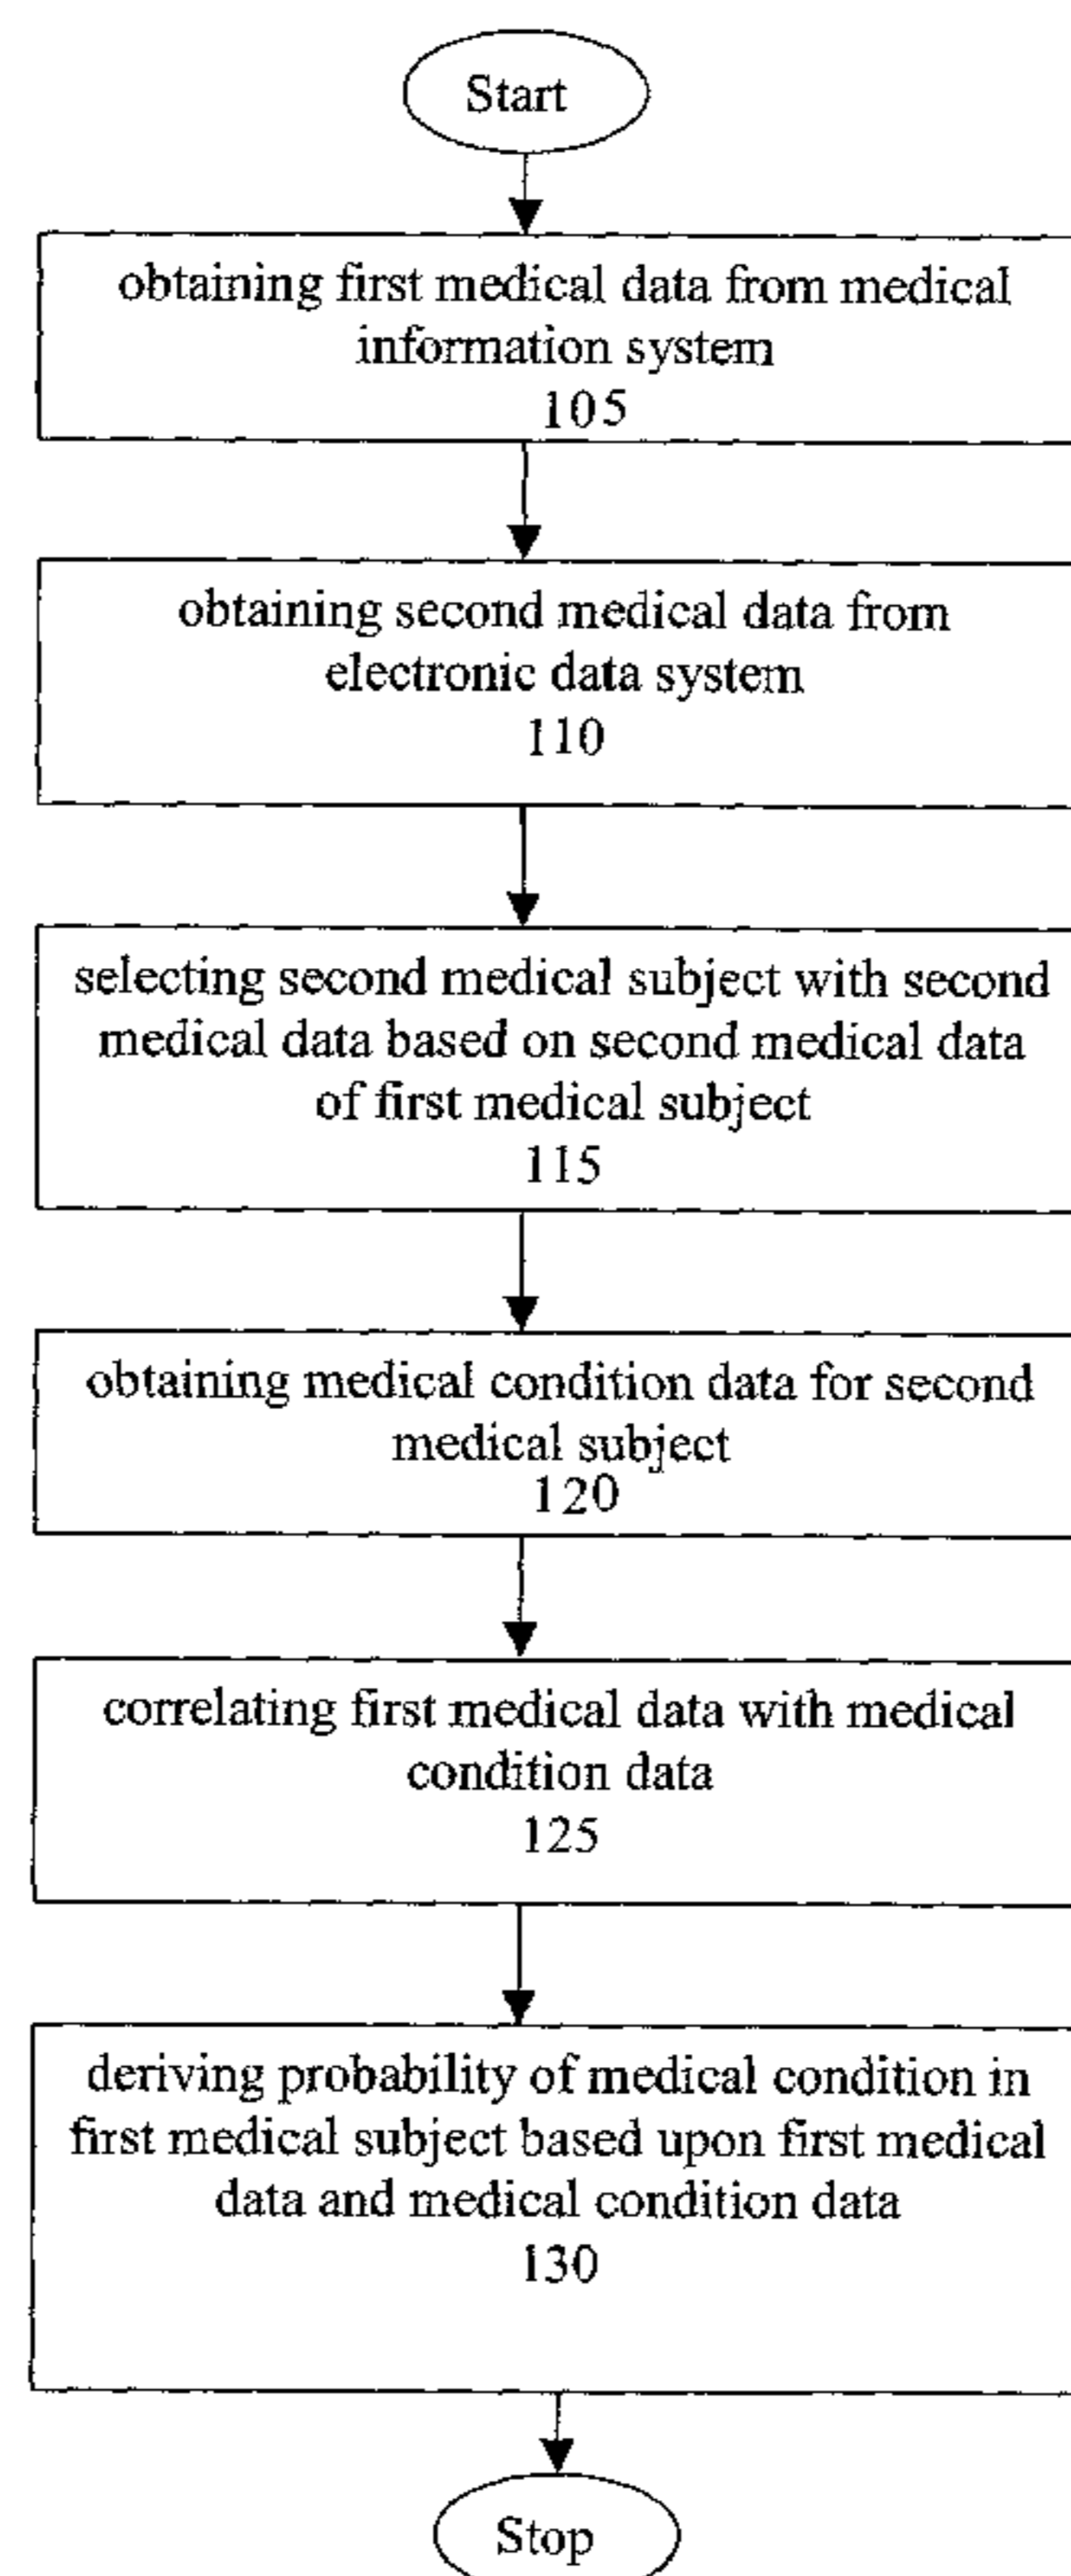 Start
obtaining first medical data from medical
information system
105
obtaining second medical data from
electronic data system
110
selecting second medical subject with second
medical data based on second medical data
of first medical subject
115
obtaining medical condition data for second
medical subject
120
correlating first medical data with medical
condition data
125
deriving probability of medical condition in
first medical subject based upon first medical
data and medical condition data
130
Stop